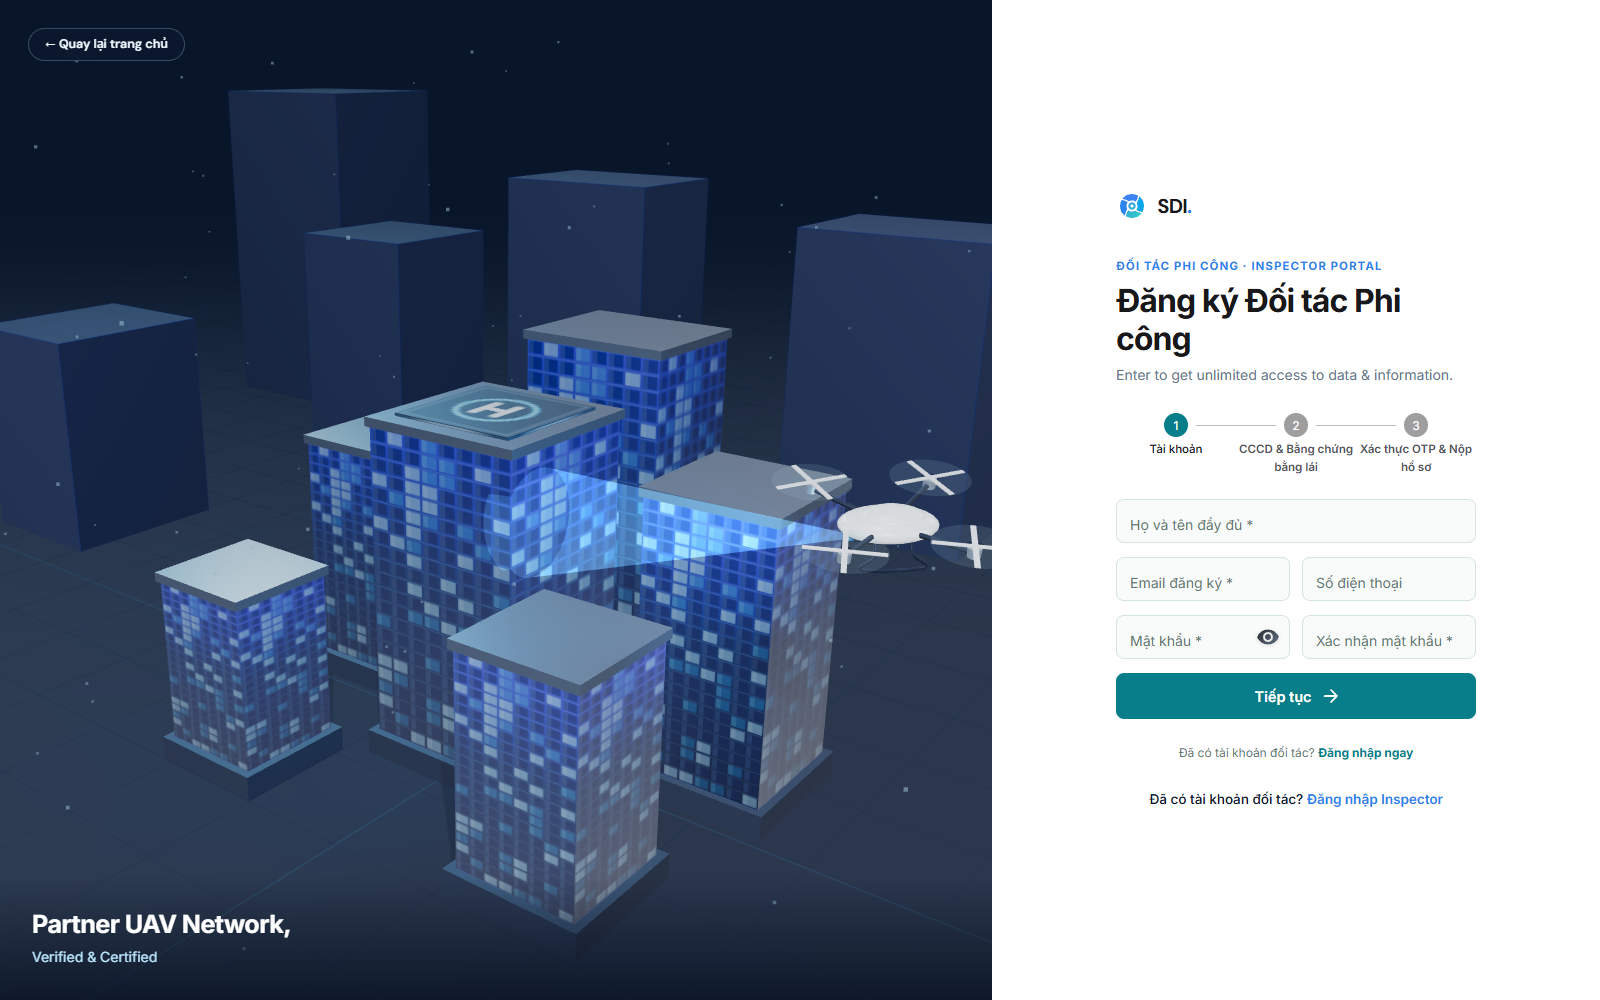 ← Quay lại trang chủ
H
Partner UAV Network,
Verified & Certified
SDI.
ĐỐI TÁC PHI CÔNG · INSPECTOR PORTAL
Đăng ký Đối tác Phi
công
Enter to get unlimited access to data & information.
1
Tài khoản
2
CCCD & Bằng chứng
bằng lái
3
Xác thực OTP & Nộp
hồ sơ
Họ và tên đầy đủ *
Email đăng ký *
Số điện thoại
Mật khẩu *
Xác nhận mật khẩu *
Tiếp tục →
Đã có tài khoản đối tác? Đăng nhập ngay
Đã có tài khoản đối tác? Đăng nhập Inspector